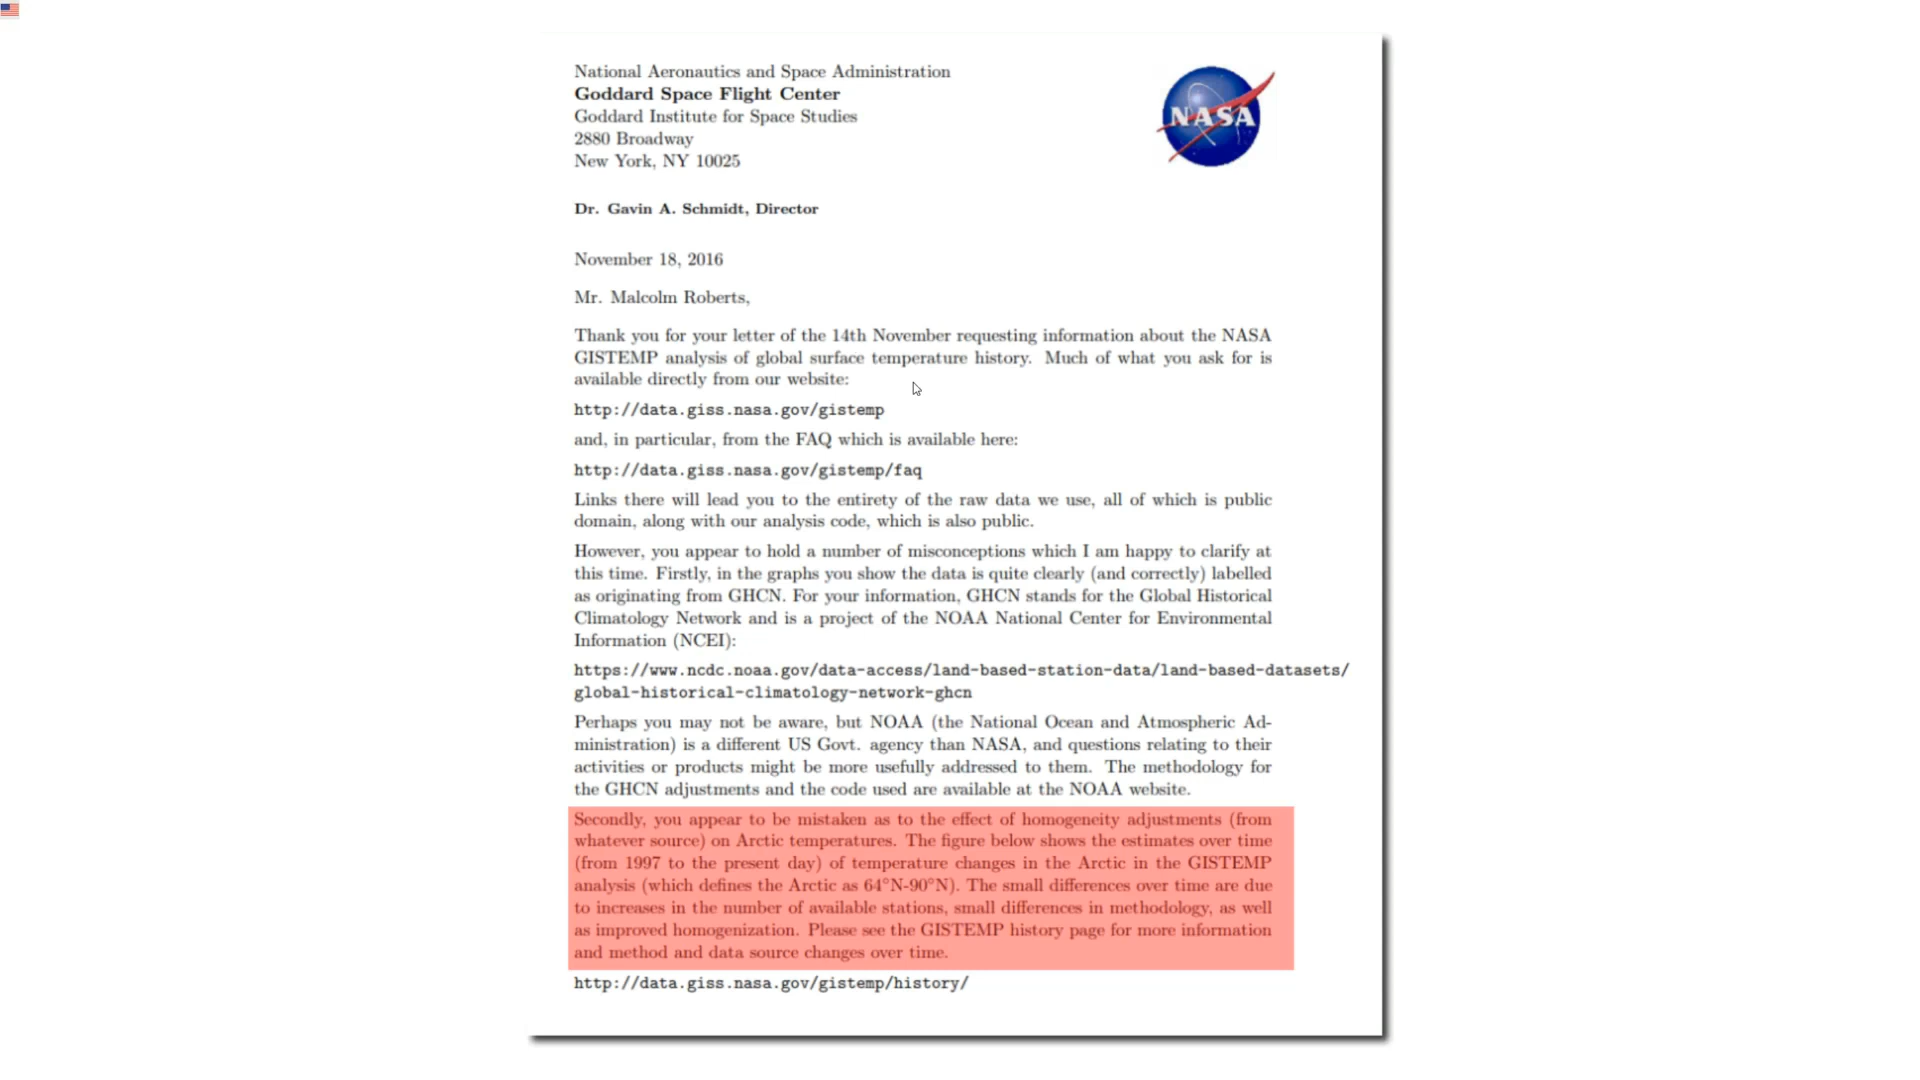 National Aeronautics and Space Administration
Goddard Space Flight Center
Goddard Institute for Space Studies
2880 Broadway
New York, NY 10025
NASA
Dr. Gavin A. Schmidt, Director
November 18, 2016
Mr. Malcolm Roberts,
Thank you for your letter of the 14th November requesting information about the NASA
GISTEMP analysis of global surface temperature history. Much of what you ask for is
available directly from our website:
http://data.giss.nasa.gov/gistemp
and, in particular, from the FAQ which is available here:
http://data.giss.nasa.gov/gistemp/faq
Links there will lead you to the entirety of the raw data we use, all of which is public
domain, along with our analysis code, which is also public.
However, you appear to hold a number of misconceptions which I am happy to clarify at
this time. Firstly, in the graphs you show the data is quite clearly (and correctly) labelled
as originating from GHCN. For your information, GHCN stands for the Global Historical
Climatology Network and is a project of the NOAA National Center for Environmental
Information (NCEI):
https://www.ncdc.noaa.gov/data-access/land-based-station-data/land-based-datasets/
global-historical-climatology-network-ghcn
Perhaps you may not be aware, but NOAA (the National Ocean and Atmospheric Ad-
ministration) is a different US Govt. agency than NASA, and questions relating to their
activities or products might be more usefully addressed to them. The methodology for
the GHCN adjustments and the code used are available at the NOAA website.
Secondly, you appear to be mistaken as to the effect of homogeneity adjustments (from
whatever source) on Arctic temperatures. The figure below shows the estimates over time
(from 1997 to the present day) of temperature changes in the Arctic in the GISTEMP
analysis (which defines the Arctic as 64°N-90°N). The small differences over time are due
to increases in the number of available stations, small differences in methodology, as well
as improved homogenization. Please see the GISTEMP history page for more information
and method and data source changes over time.
http://data.giss.nasa.gov/gistemp/history/